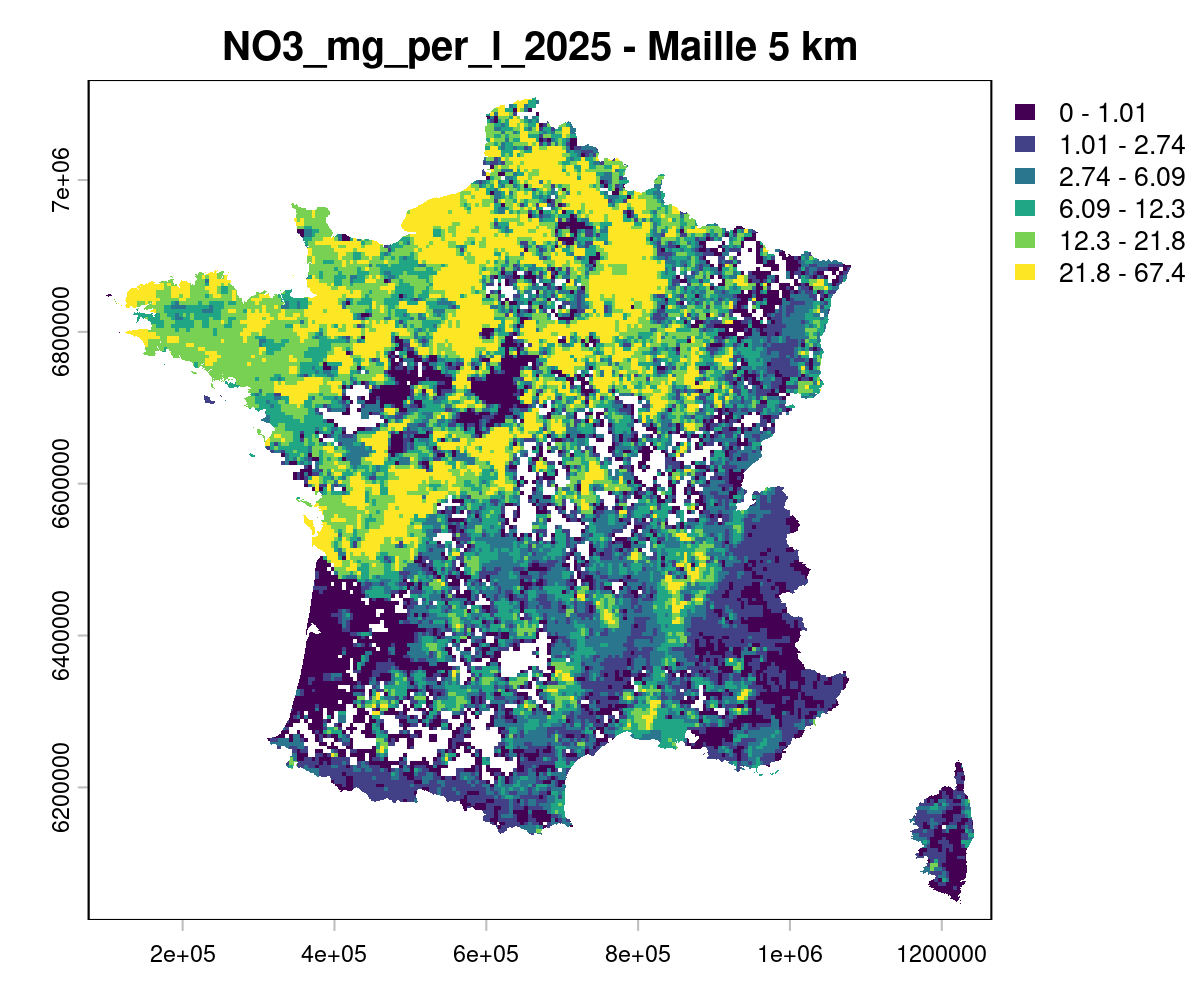 NO3_mg_per_l_2025 - Maille 5 km
0 - 1.01
1.01 - 2.74
2.74 - 6.09
6.09 - 12.3
12.3 - 21.8
21.8 - 67.4
7e+06
6800000
6600000
6400000
6200000
2e+05
4e+05
6e+05
8e+05
1e+06
1200000